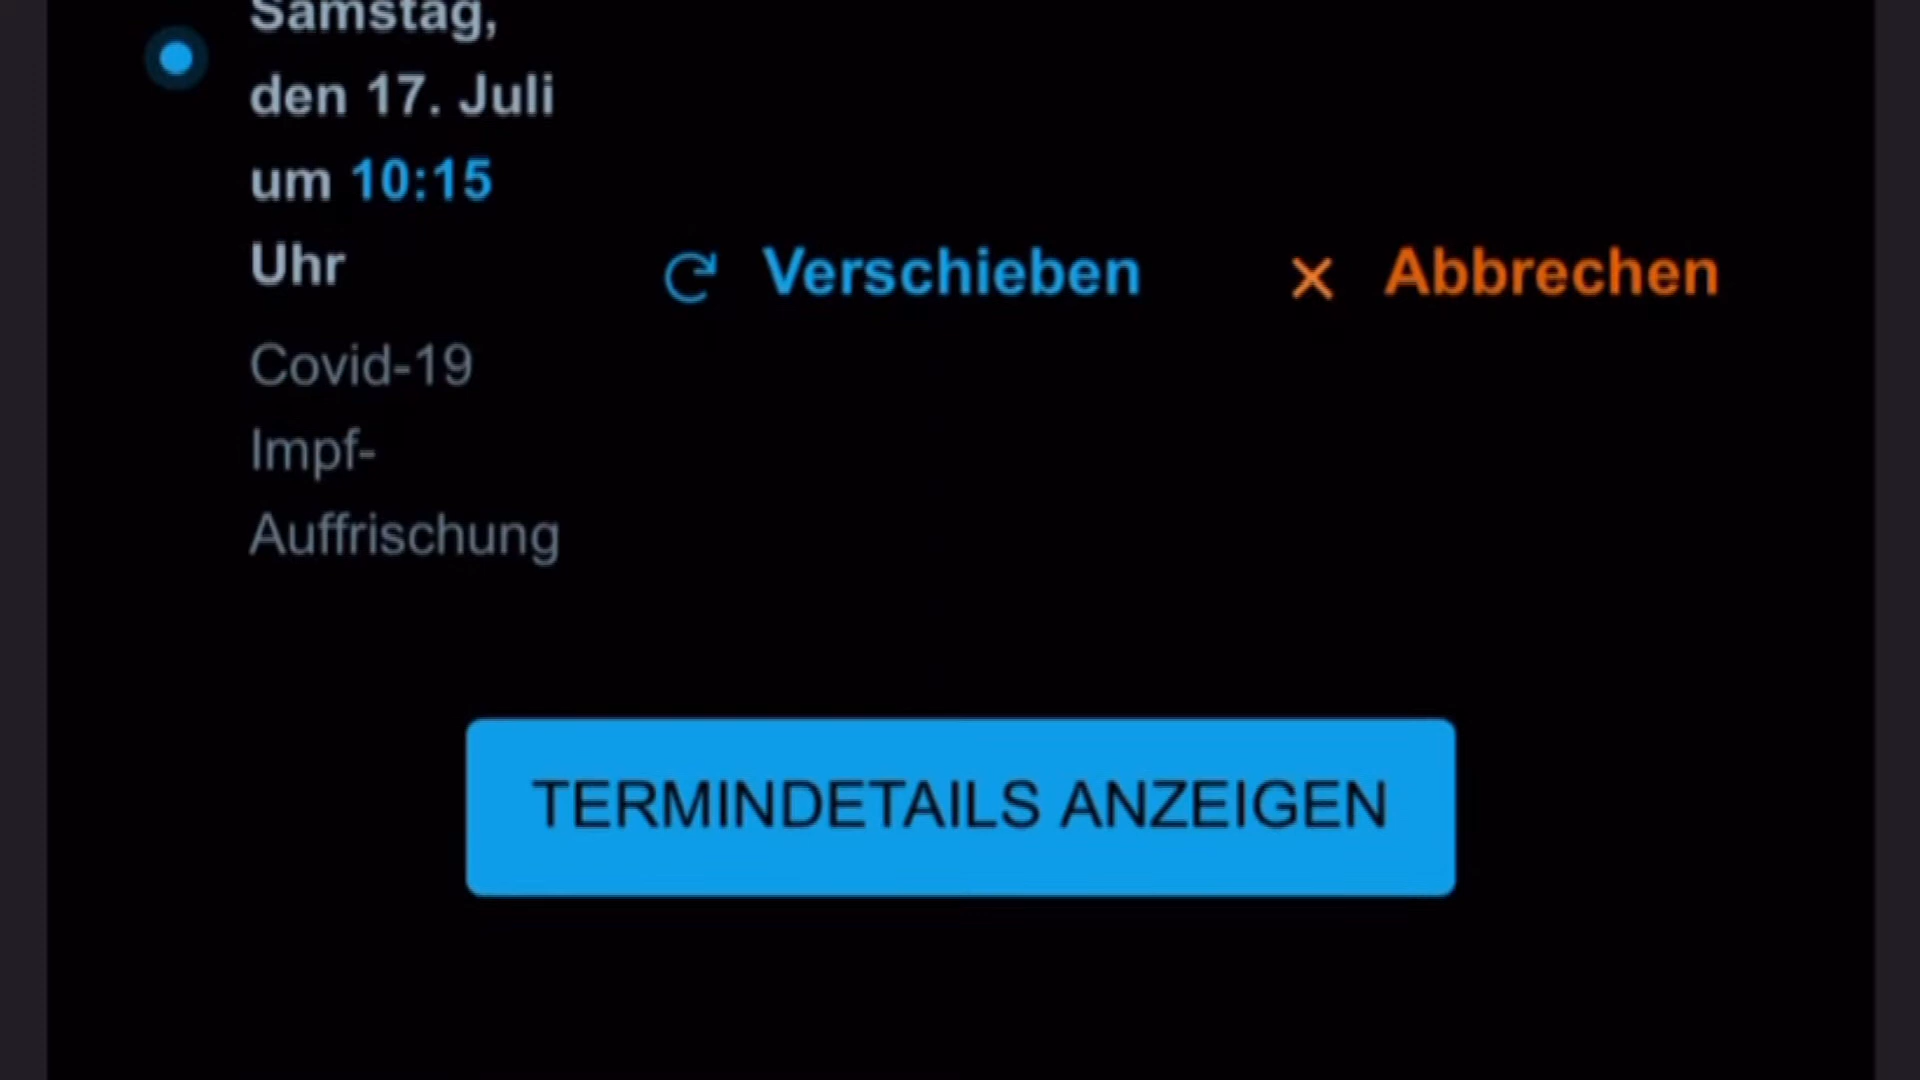 Samstag,
den 17. Juli
um 10:15
Uhr
Verschieben
Abbrechen
Covid-19
Impf-
Auffrischung
TERMINDETAILS ANZEIGEN